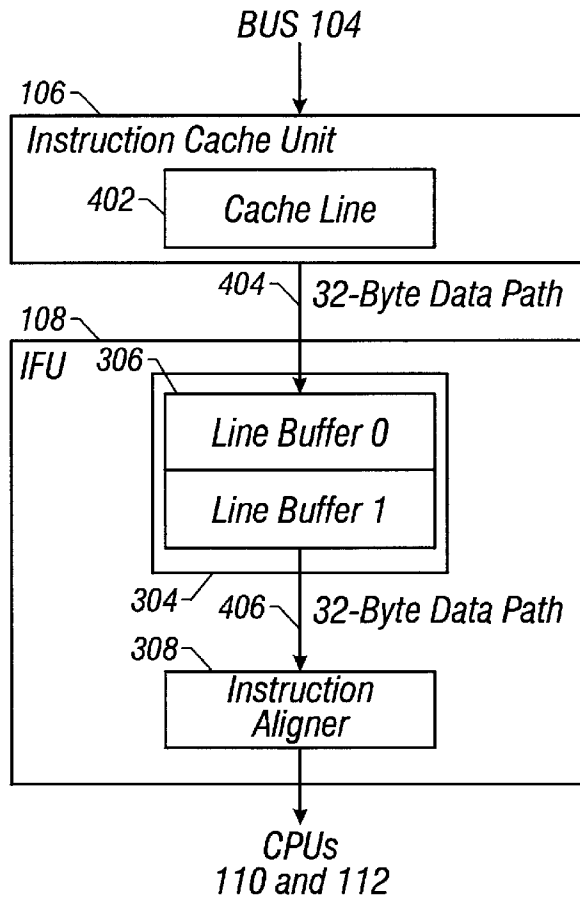 BUS 104
106
Instruction Cache Unit
402
Cache Line
404
32-Byte Data Path
108
IFU
306
Line Buffer 0
Line Buffer 1
304
406
32-Byte Data Path
308
Instruction
Aligner
CPUs
110 and 112